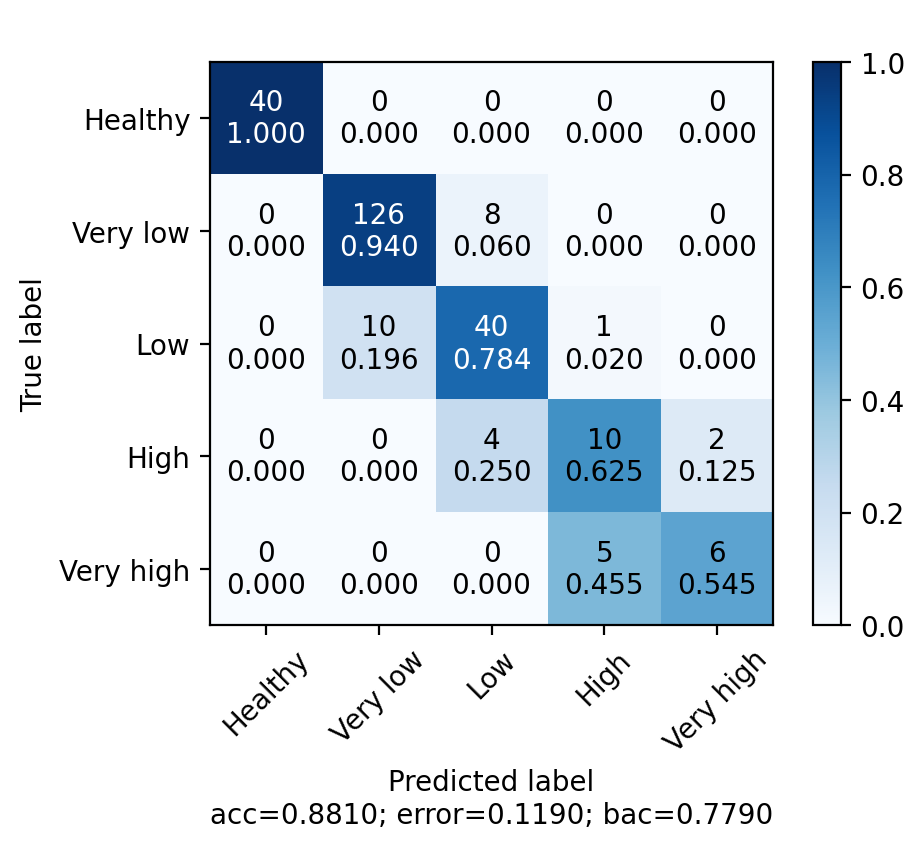 Healthy
Very low
Low
High
Very high
True label
40 0 0 0 0
1.000 0.000 0.000 0.000 0.000
0 126 8 0 0
0.000 0.940 0.060 0.000 0.000
0 10 40 1 0
0.000 0.196 0.784 0.020 0.000
0 0 4 10 2
0.000 0.000 0.250 0.625 0.125
0 0 0 5 6
0.000 0.000 0.000 0.455 0.545
1.0
0.8
0.6
0.4
0.2
0.0
Healthy
Very low
Low
High
Very high
Predicted label
acc=0.8810; error=0.1190; bac=0.7790